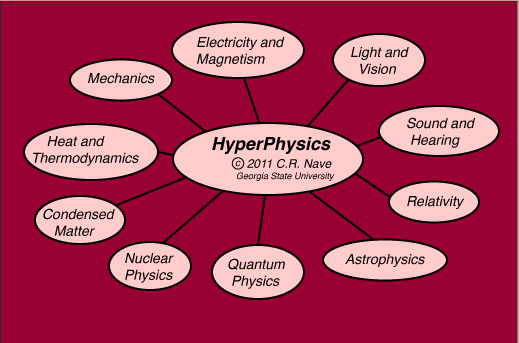 Electricity and
Magnetism
Light and
Vision
Mechanics
Sound and
Hearing
HyperPhysics
© 2011 C.R. Nave
Georgia State University
Heat and
Thermodynamics
Relativity
Condensed
Matter
Nuclear
Physics
Quantum
Physics
Astrophysics